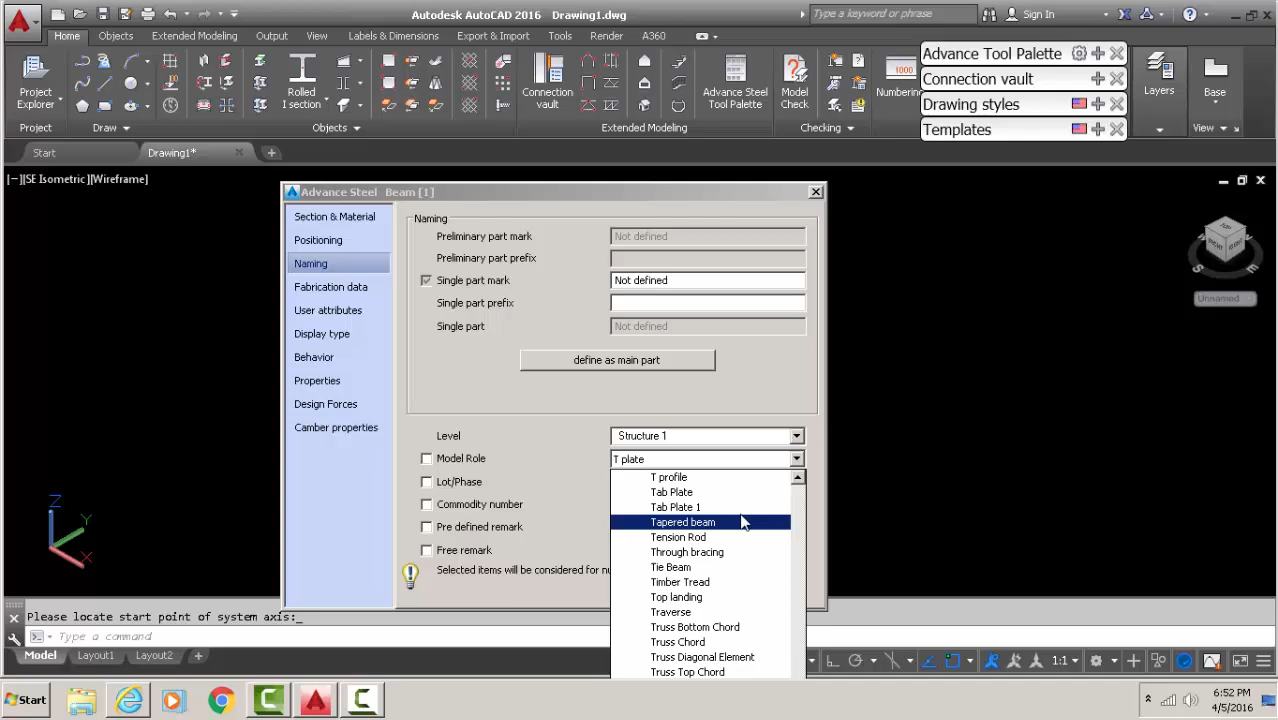 Autodesk AutoCAD 2016 Drawing1.dwg
Type a keyword or phrase
Sign In
Home
Objects
Extended Modeling
Output
View
Labels & Dimensions
Export & Import
Tools
Render
A360
Project
Explorer
Rolled
I section
Connection
vault
Advance Steel
Tool Palette
Model
Check
1000
Numbering
Layers
Base
Project
Draw
Objects
Extended Modeling
Checking
View
Advance Tool Palette
Connection vault
Drawing styles
Templates
Start
Drawing1*
[−][SE Isometric][Wireframe]
Unnamed
Advance Steel Beam [1]
Section & Material
Positioning
Naming
Fabrication data
User attributes
Display type
Behavior
Properties
Design Forces
Camber properties
Naming
Preliminary part mark
Not defined
Preliminary part prefix
Single part mark
Not defined
Single part prefix
Single part
Not defined
define as main part
Level
Structure 1
Model Role
T plate
Lot/Phase
Commodity number
Pre defined remark
Free remark
Selected items will be considered for nu
T profile
Tab Plate
Tab Plate 1
Tapered beam
Tension Rod
Through bracing
Tie Beam
Timber Tread
Top landing
Traverse
Truss Bottom Chord
Truss Chord
Truss Diagonal Element
Truss Top Chord
Z
Y
X
Please locate start point of system axis:
Type a command
Model
Layout1
Layout2
1:1
Start
6:52 PM
4/5/2016